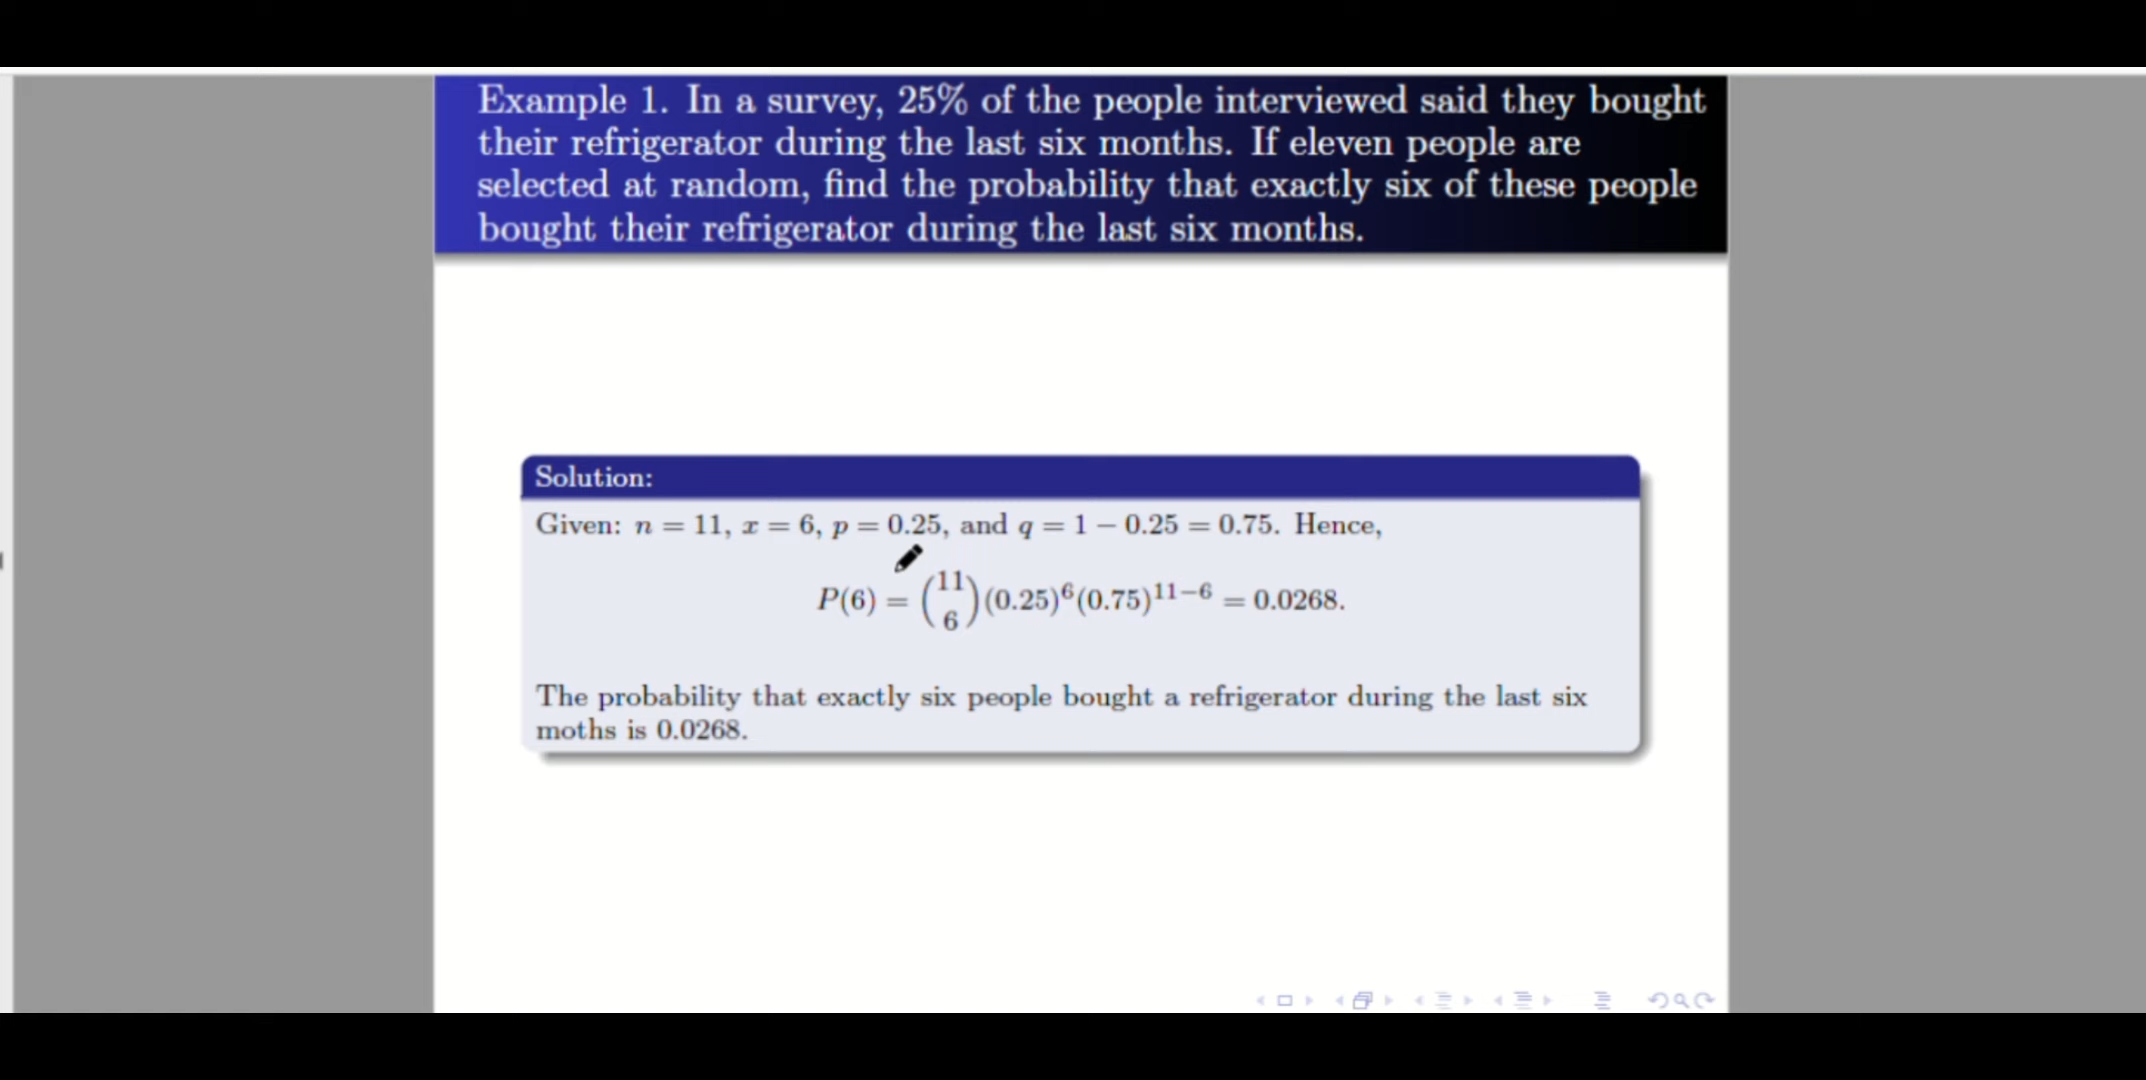 Example 1. In a survey, 25% of the people interviewed said they bought
their refrigerator during the last six months. If eleven people are
selected at random, find the probability that exactly six of these people
bought their refrigerator during the last six months.
Solution:
Given: n = 11, x = 6, p = 0.25, and q = 1 − 0.25 = 0.75. Hence,
P(6) = (11 6)(0.25)^6(0.75)^{11−6} = 0.0268.
The probability that exactly six people bought a refrigerator during the last six
moths is 0.0268.